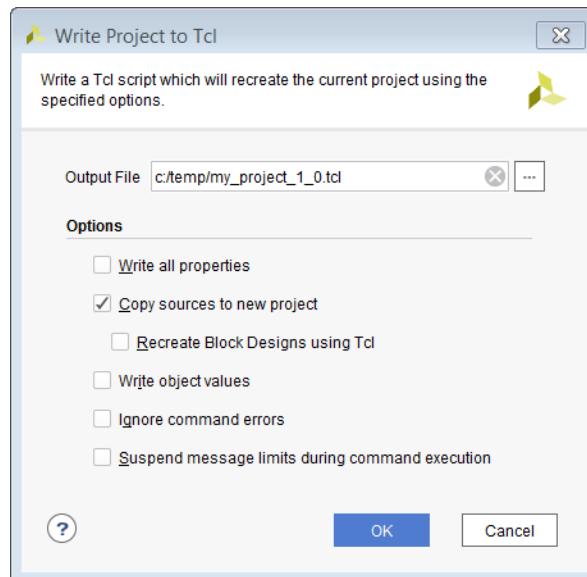 Write Project to Tcl
Write a Tcl script which will recreate the current project using the
specified options.
Output File c:/temp/my_project_1_0.tcl ...
Options
Write all properties
Copy sources to new project
Recreate Block Designs using Tcl
Write object values
Ignore command errors
Suspend message limits during command execution
? OK Cancel